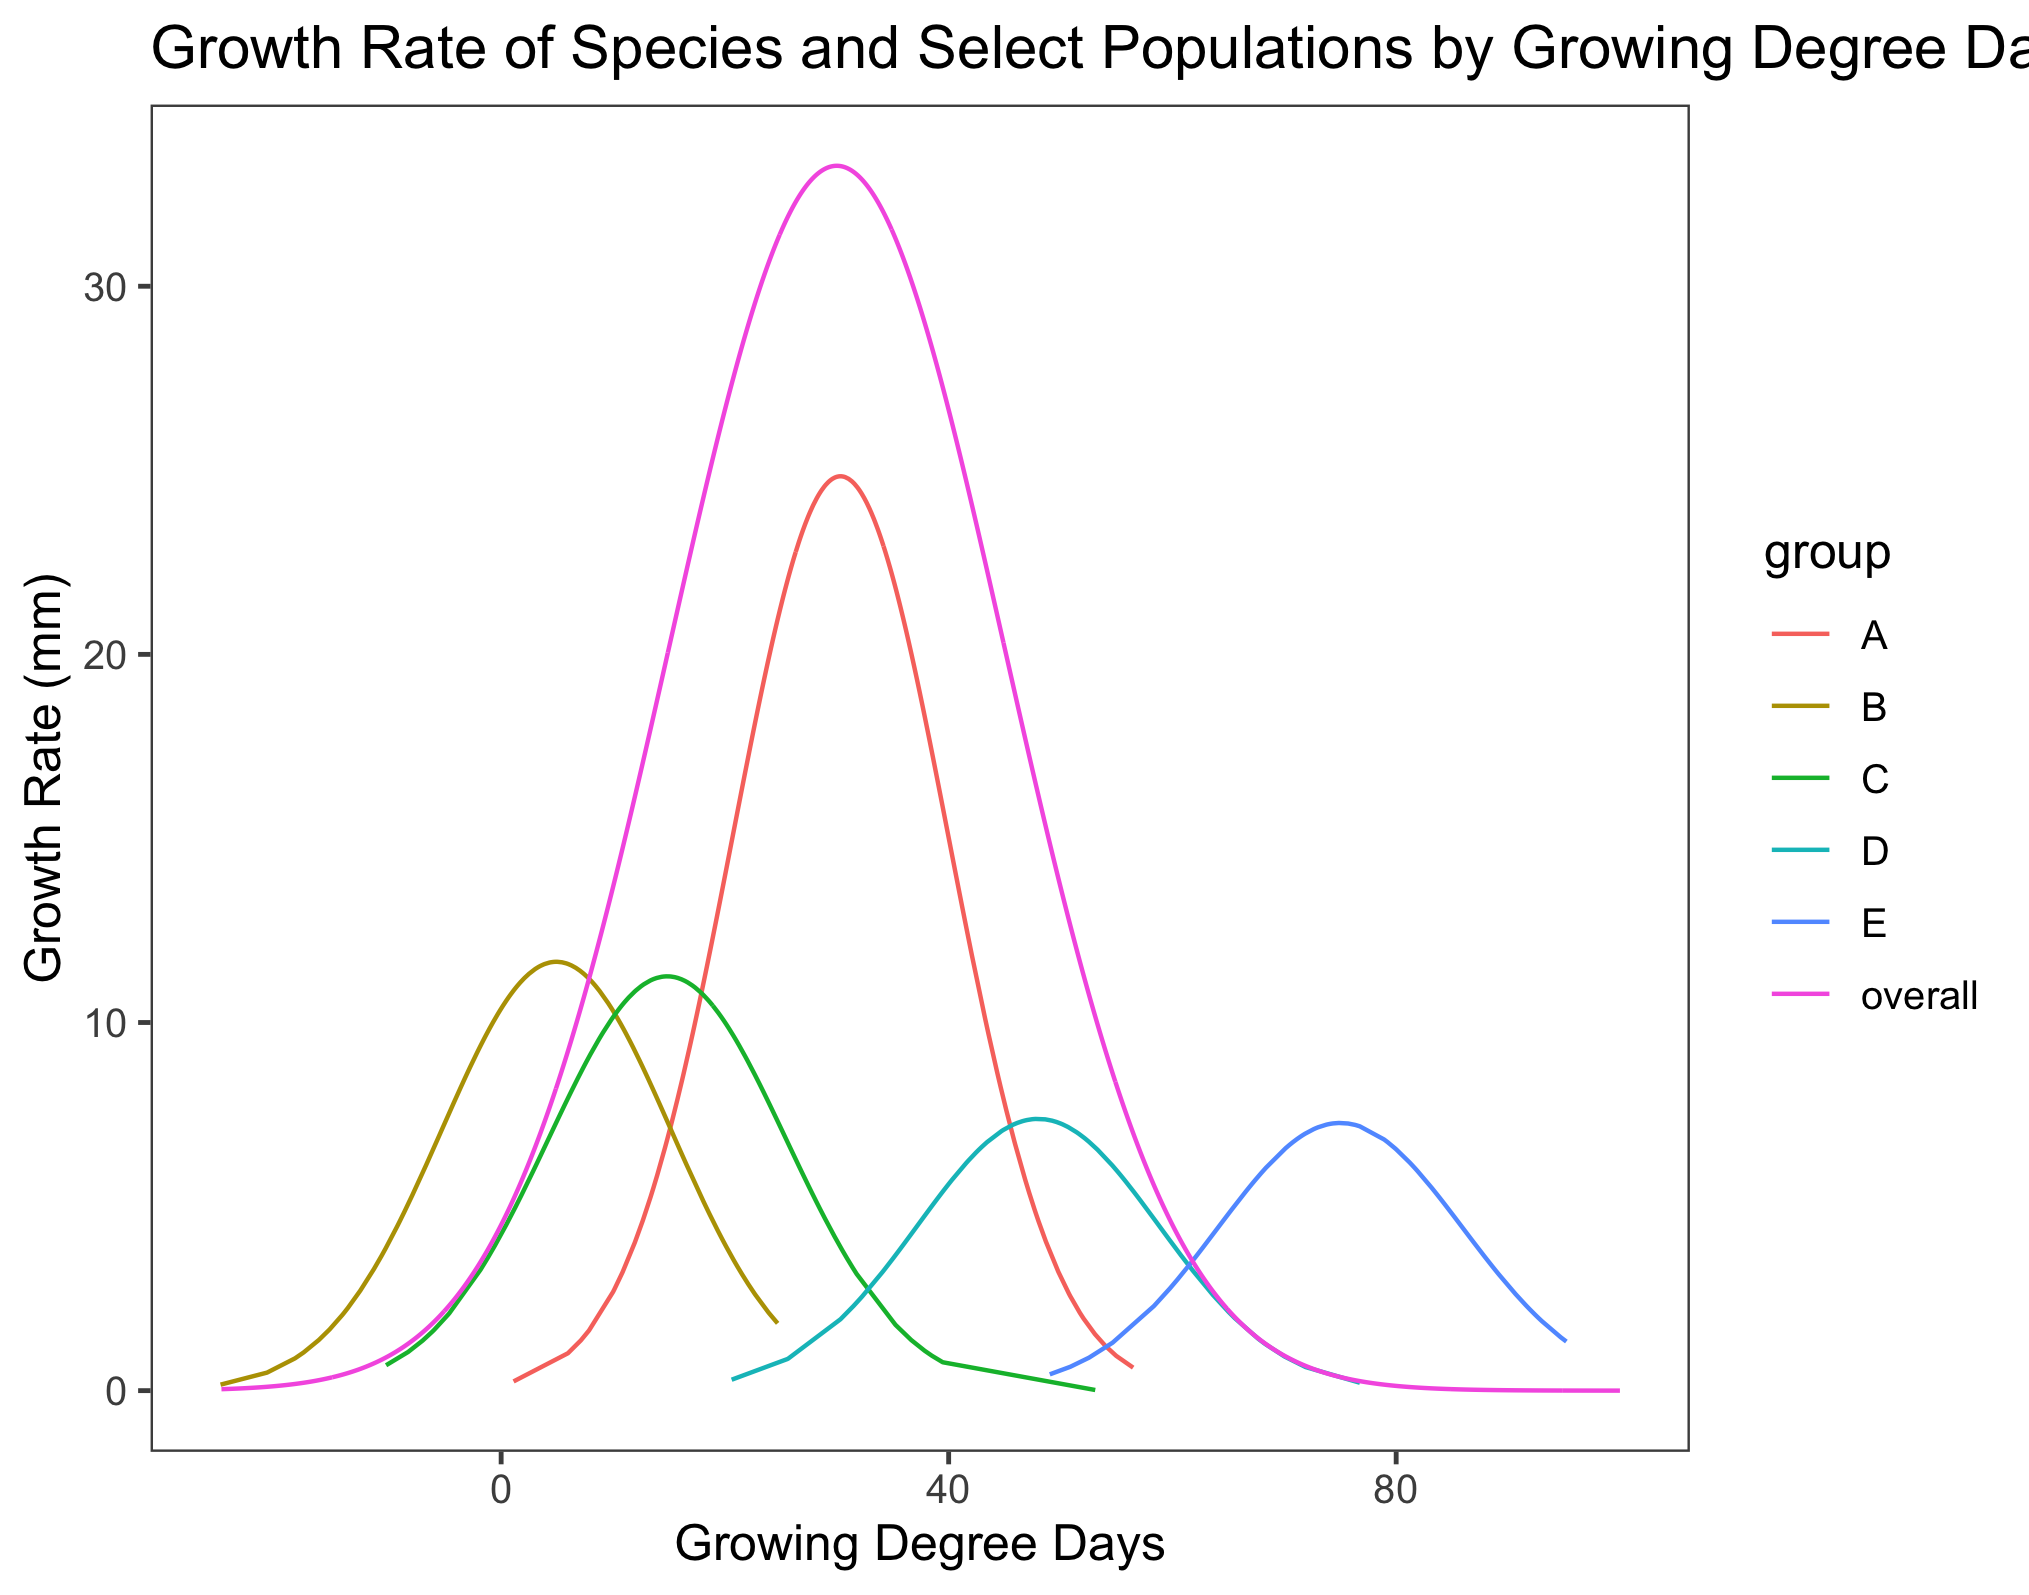 Growth Rate of Species and Select Populations by Growing Degree Da
30
20
10
0
Growth Rate (mm)
0 40 80
Growing Degree Days
group
A
B
C
D
E
overall